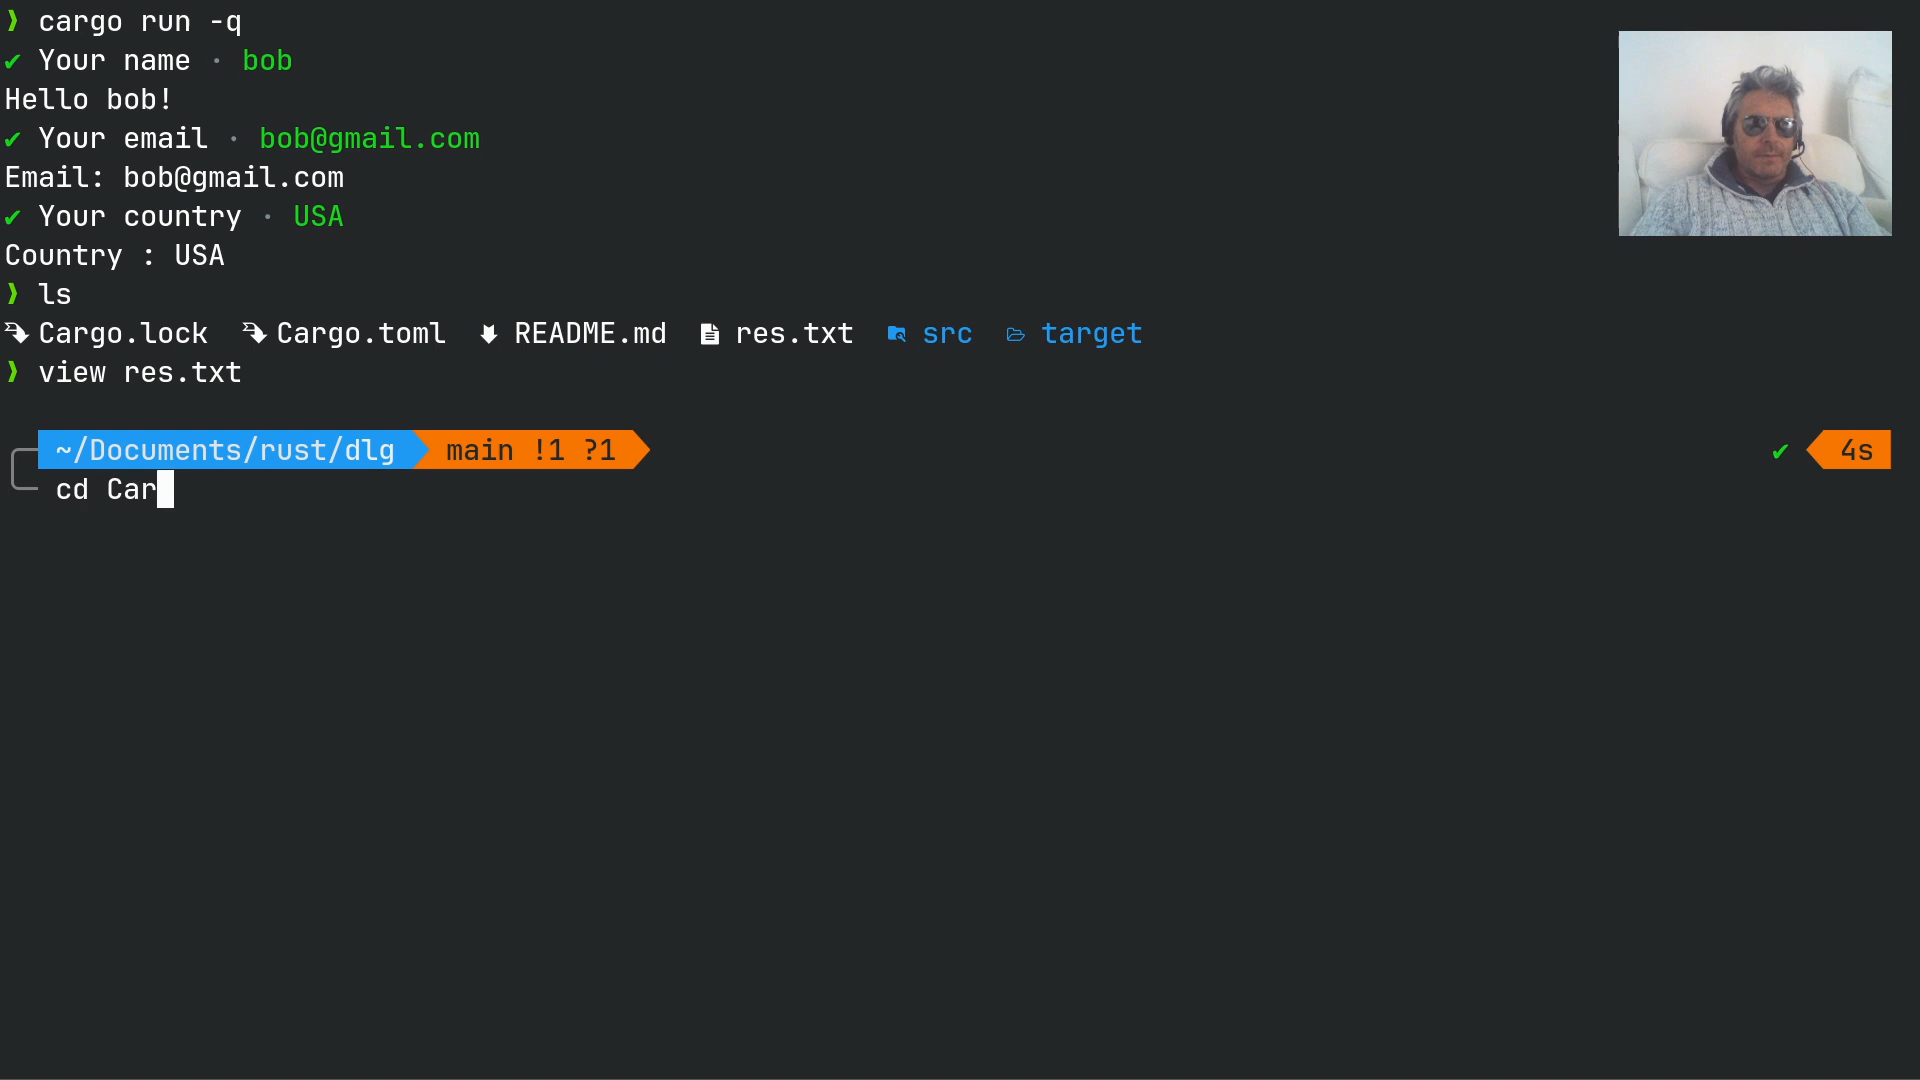 ❱ cargo run -q
✔ Your name · bob
Hello bob!
✔ Your email · bob@gmail.com
Email: bob@gmail.com
✔ Your country · USA
Country : USA
❱ ls
Cargo.lock Cargo.toml README.md res.txt src target
❱ view res.txt
~/Documents/rust/dlg main !1 ?1 ✔ 4s
cd Car